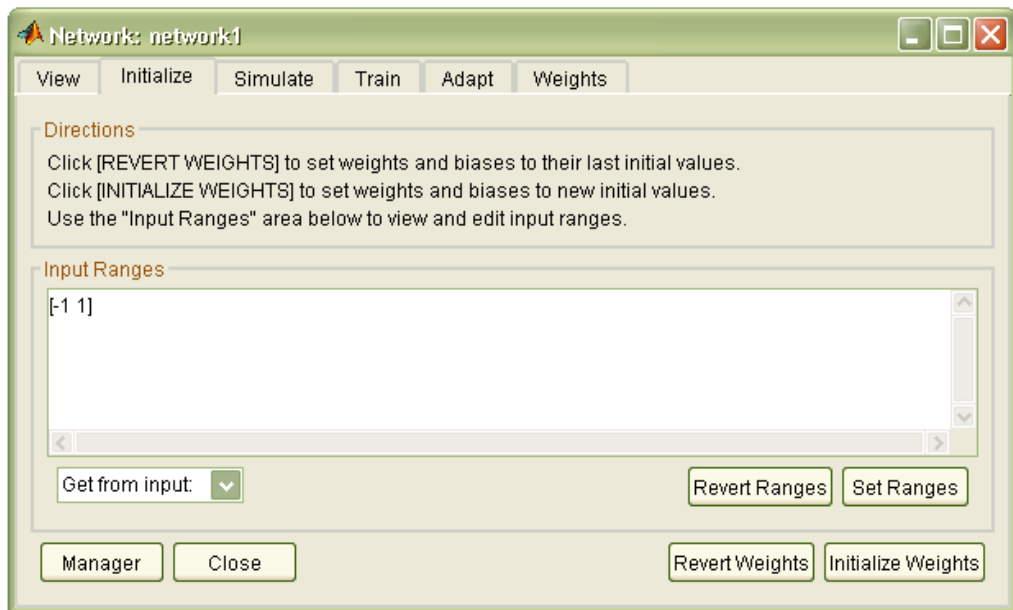 Network: network1
View Initialize Simulate Train Adapt Weights
Directions
Click [REVERT WEIGHTS] to set weights and biases to their last initial values.
Click [INITIALIZE WEIGHTS] to set weights and biases to new initial values.
Use the "Input Ranges" area below to view and edit input ranges.
Input Ranges
[-1 1]
Get from input: Revert Ranges Set Ranges
Manager Close Revert Weights Initialize Weights